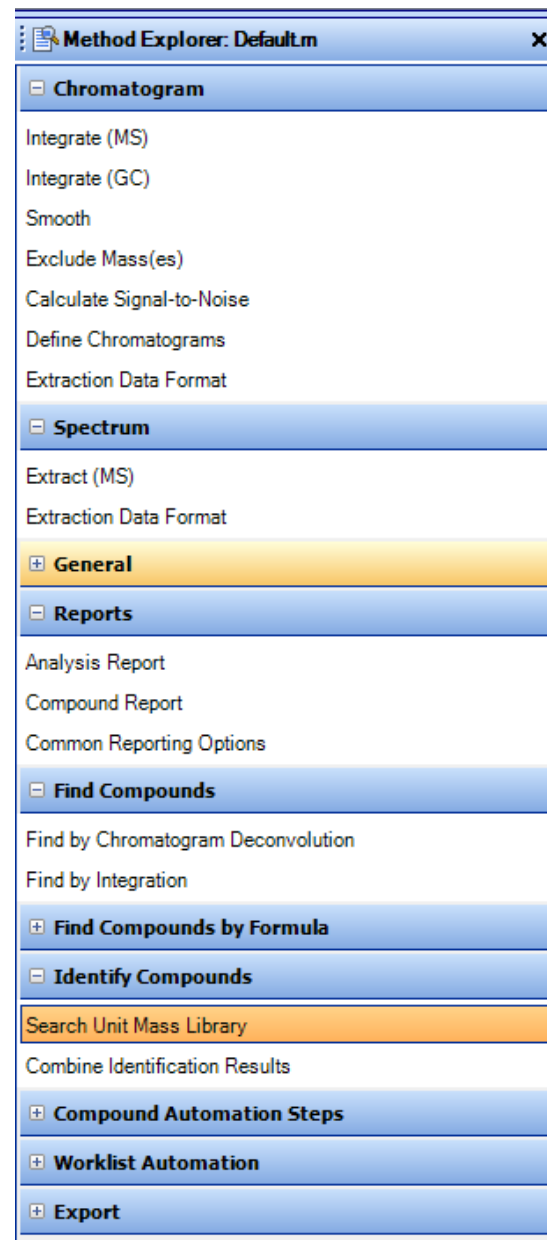 Method Explorer: Default.m
Chromatogram
Integrate (MS)
Integrate (GC)
Smooth
Exclude Mass(es)
Calculate Signal-to-Noise
Define Chromatograms
Extraction Data Format
Spectrum
Extract (MS)
Extraction Data Format
General
Reports
Analysis Report
Compound Report
Common Reporting Options
Find Compounds
Find by Chromatogram Deconvolution
Find by Integration
Find Compounds by Formula
Identify Compounds
Search Unit Mass Library
Combine Identification Results
Compound Automation Steps
Worklist Automation
Export